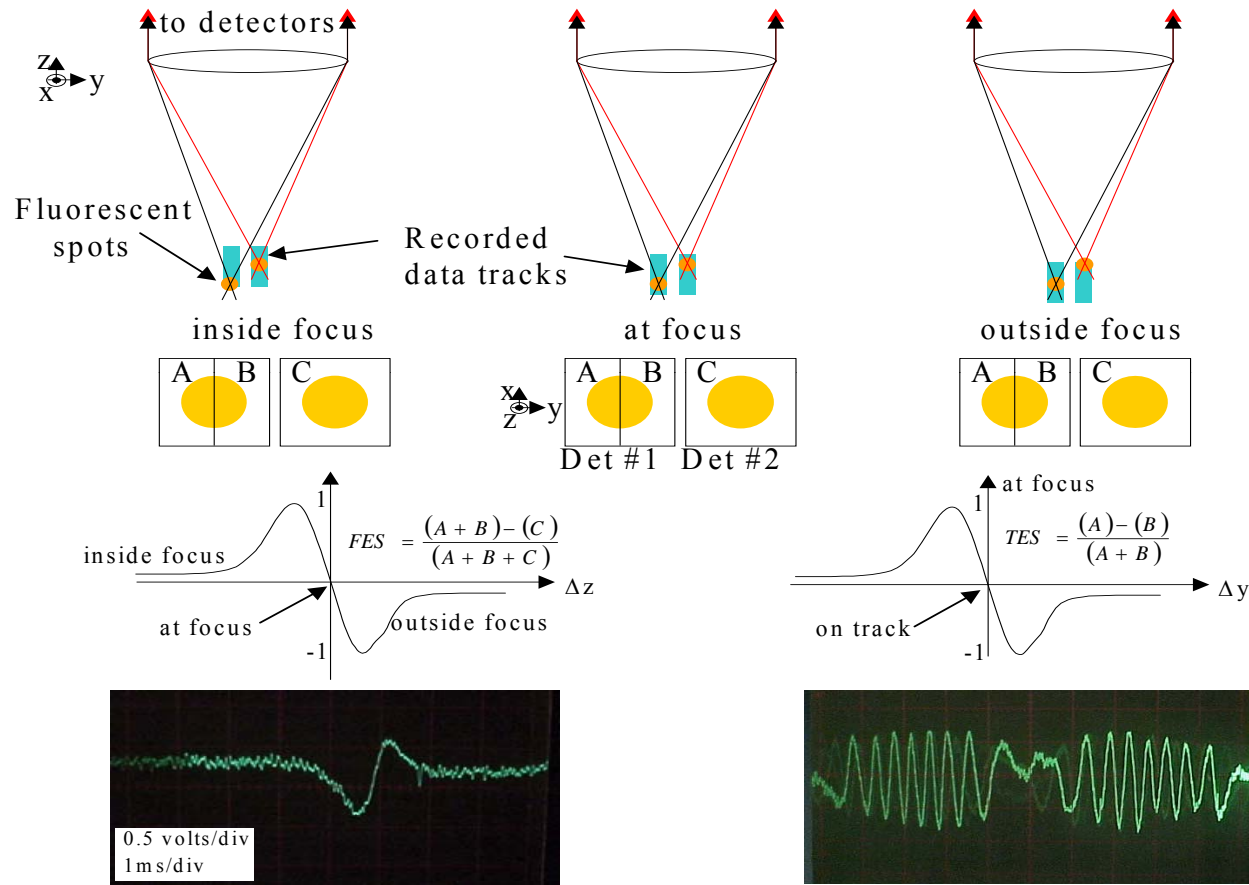 to detectors
z
y
x
Fluorescent
spots
Recorded
data tracks
inside focus
at focus
outside focus
A B C
A B C
A B C
x
y
z
Det #1 Det #2
1
inside focus
FES = (A + B) − (C) / (A + B + C)
Δz
at focus
outside focus
-1
at focus
1
TES = (A) − (B) / (A + B)
Δy
on track
-1
0.5 volts/div
1ms/div